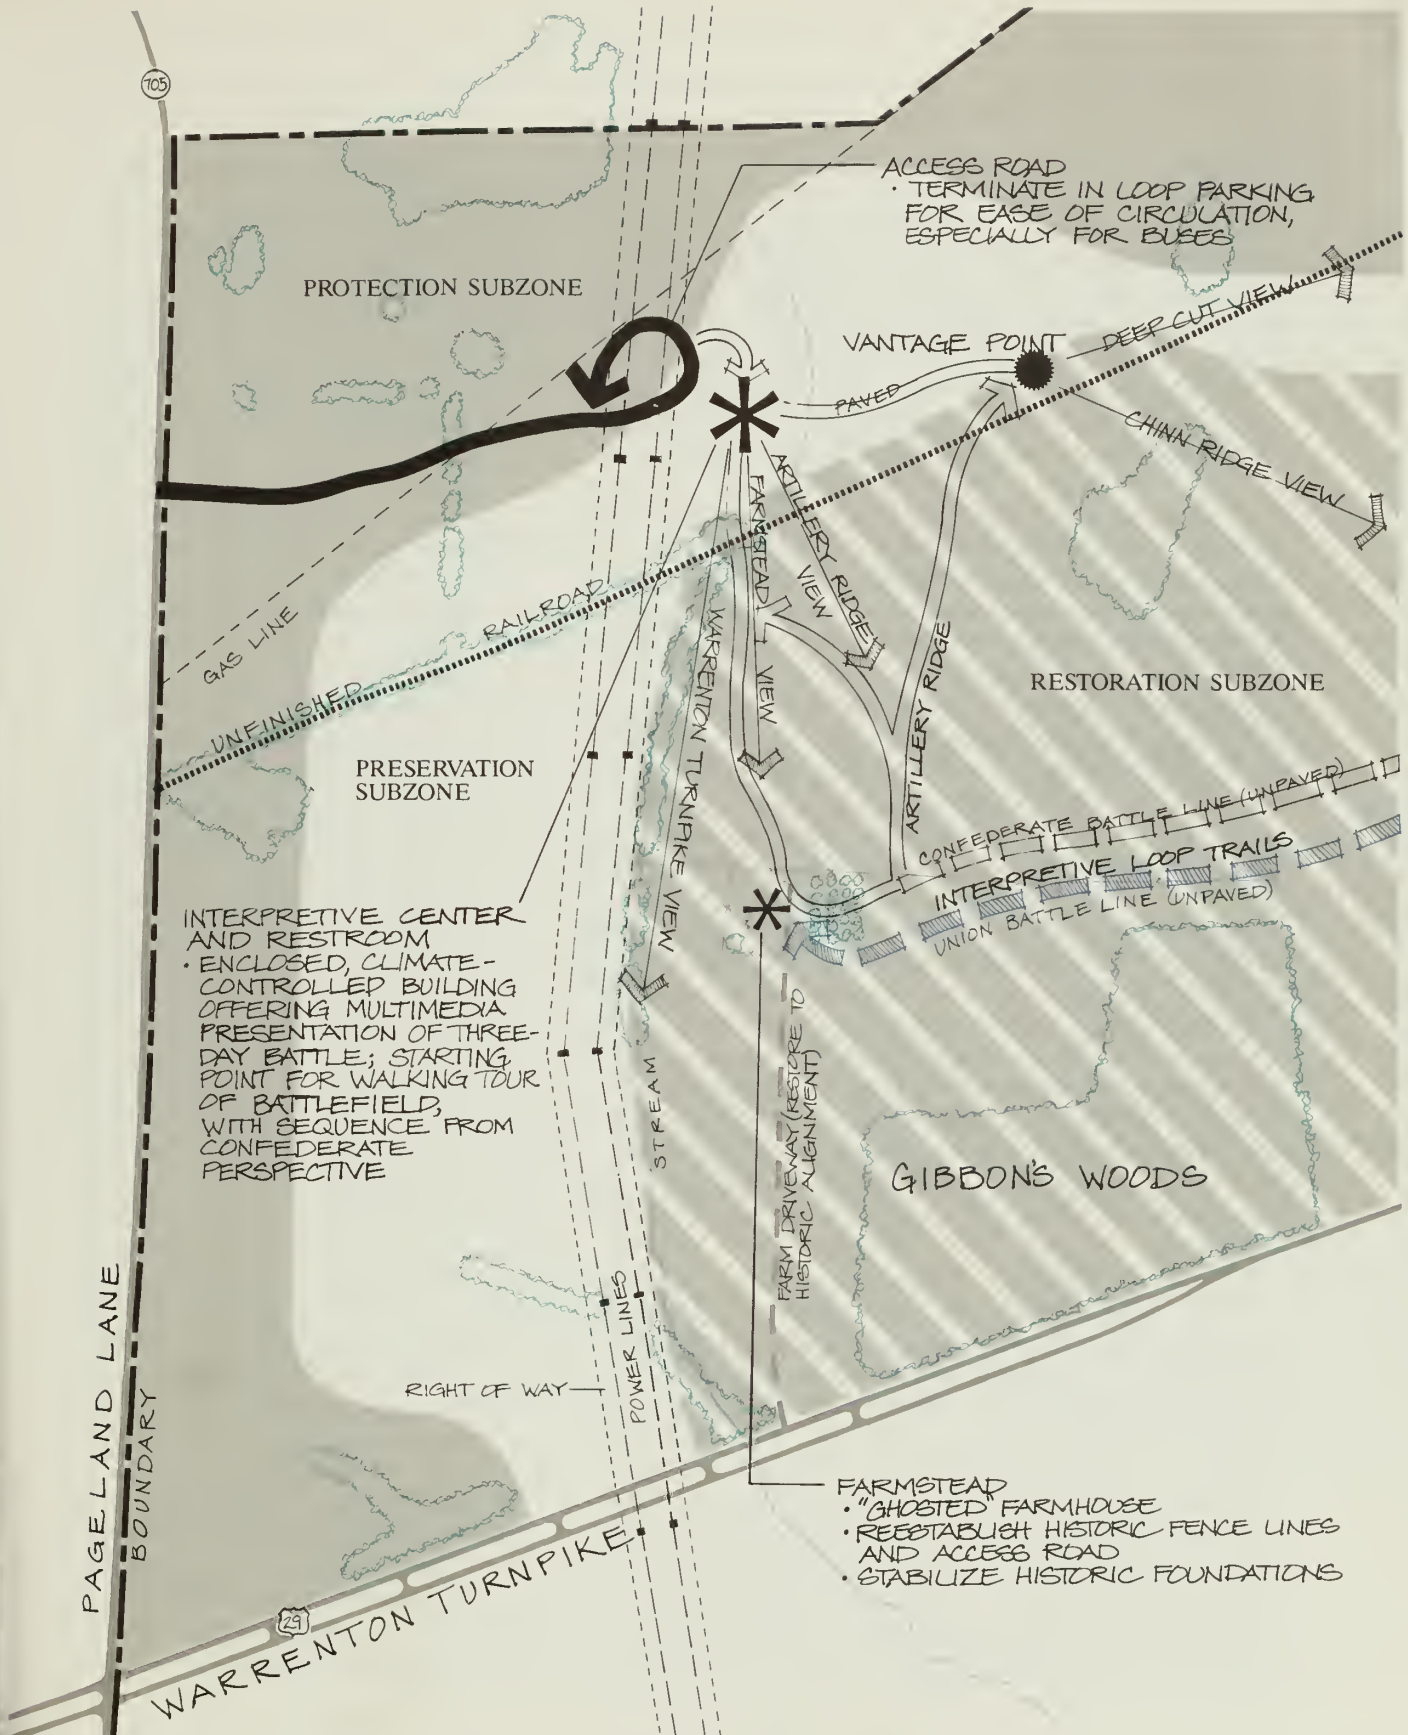 705
ACCESS ROAD
· TERMINATE IN LOOP PARKING
FOR EASE OF CIRCULATION,
ESPECIALLY FOR BUSES
PROTECTION SUBZONE
VANTAGE POINT
DEEP CUT VIEW
PAVED
CHINN RIDGE VIEW
ARTILLERY RIDGE
VIEW
FARMSTEAD VIEW
GAS LINE
UNFINISHED RAILROAD
WARRENTON TURNPIKE VIEW
ARTILLERY RIDGE
RESTORATION SUBZONE
PRESERVATION
SUBZONE
CONFEDERATE BATTLE LINE (UNPAVED)
INTERPRETIVE LOOP TRAILS
UNION BATTLE LINE (UNPAVED)
INTERPRETIVE CENTER
AND RESTROOM
· ENCLOSED, CLIMATE-
CONTROLLED BUILDING
OFFERING MULTIMEDIA
PRESENTATION OF THREE-
DAY BATTLE; STARTING
POINT FOR WALKING TOUR
OF BATTLEFIELD,
WITH SEQUENCE FROM
CONFEDERATE
PERSPECTIVE
STREAM
FARM DRIVEWAY (RESTORE TO
HISTORIC ALIGNMENT)
GIBBON'S WOODS
POWER LINES
RIGHT OF WAY
PAGELAND LANE
BOUNDARY
FARMSTEAD
· "GHOSTED" FARMHOUSE
· REESTABLISH HISTORIC FENCE LINES
AND ACCESS ROAD
· STABILIZE HISTORIC FOUNDATIONS
29
WARRENTON TURNPIKE